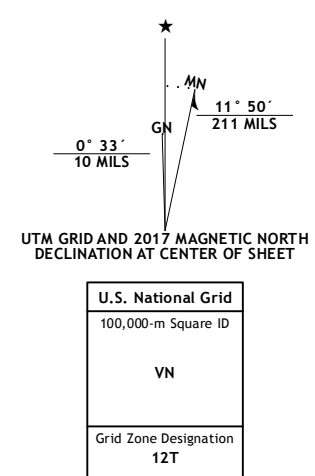 ★
MN
GN
11° 50´
211 MILS
0° 33´
10 MILS
UTM GRID AND 2017 MAGNETIC NORTH
DECLINATION AT CENTER OF SHEET
U.S. National Grid
100,000-m Square ID
VN
Grid Zone Designation
12T